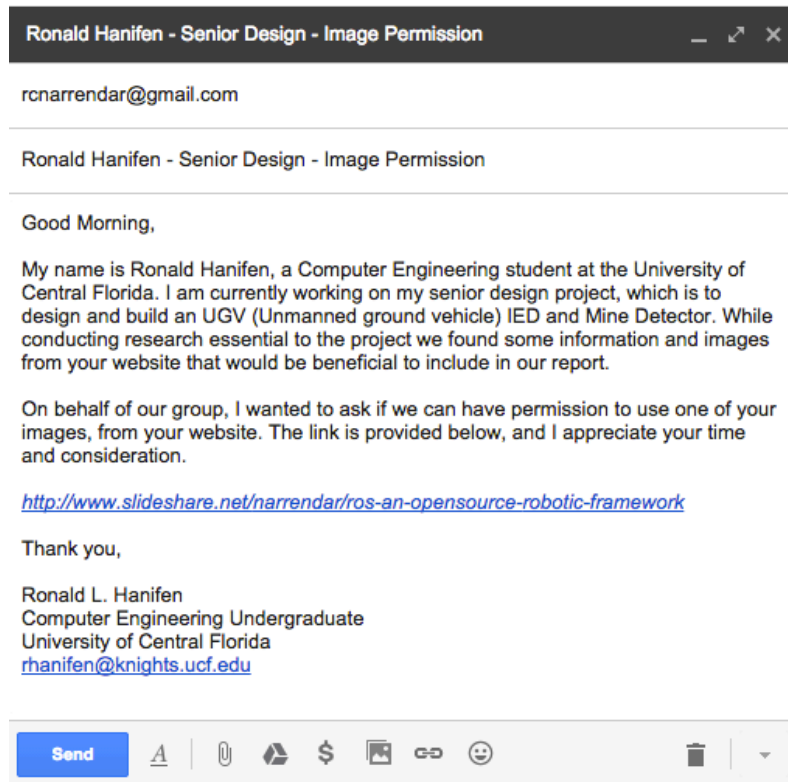 Ronald Hanifen - Senior Design - Image Permission
rcnarrendar@gmail.com
Ronald Hanifen - Senior Design - Image Permission
Good Morning,
My name is Ronald Hanifen, a Computer Engineering student at the University of
Central Florida. I am currently working on my senior design project, which is to
design and build an UGV (Unmanned ground vehicle) IED and Mine Detector. While
conducting research essential to the project we found some information and images
from your website that would be beneficial to include in our report.
On behalf of our group, I wanted to ask if we can have permission to use one of your
images, from your website. The link is provided below, and I appreciate your time
and consideration.
http://www.slideshare.net/narrendar/ros-an-opensource-robotic-framework
Thank you,
Ronald L. Hanifen
Computer Engineering Undergraduate
University of Central Florida
rhanifen@knights.ucf.edu
Send A $